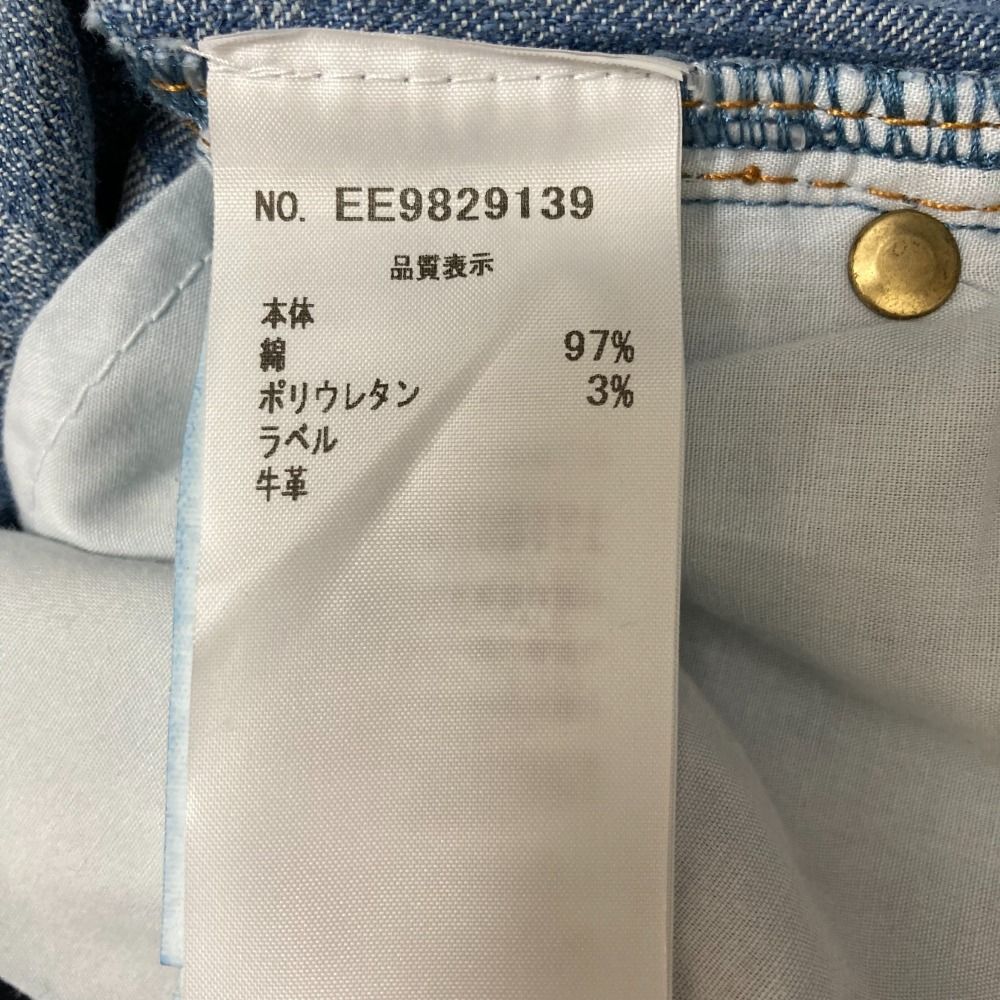 NO. EE9829139
品質表示
本体
綿 97%
ポリウレタン 3%
ラベル
牛革